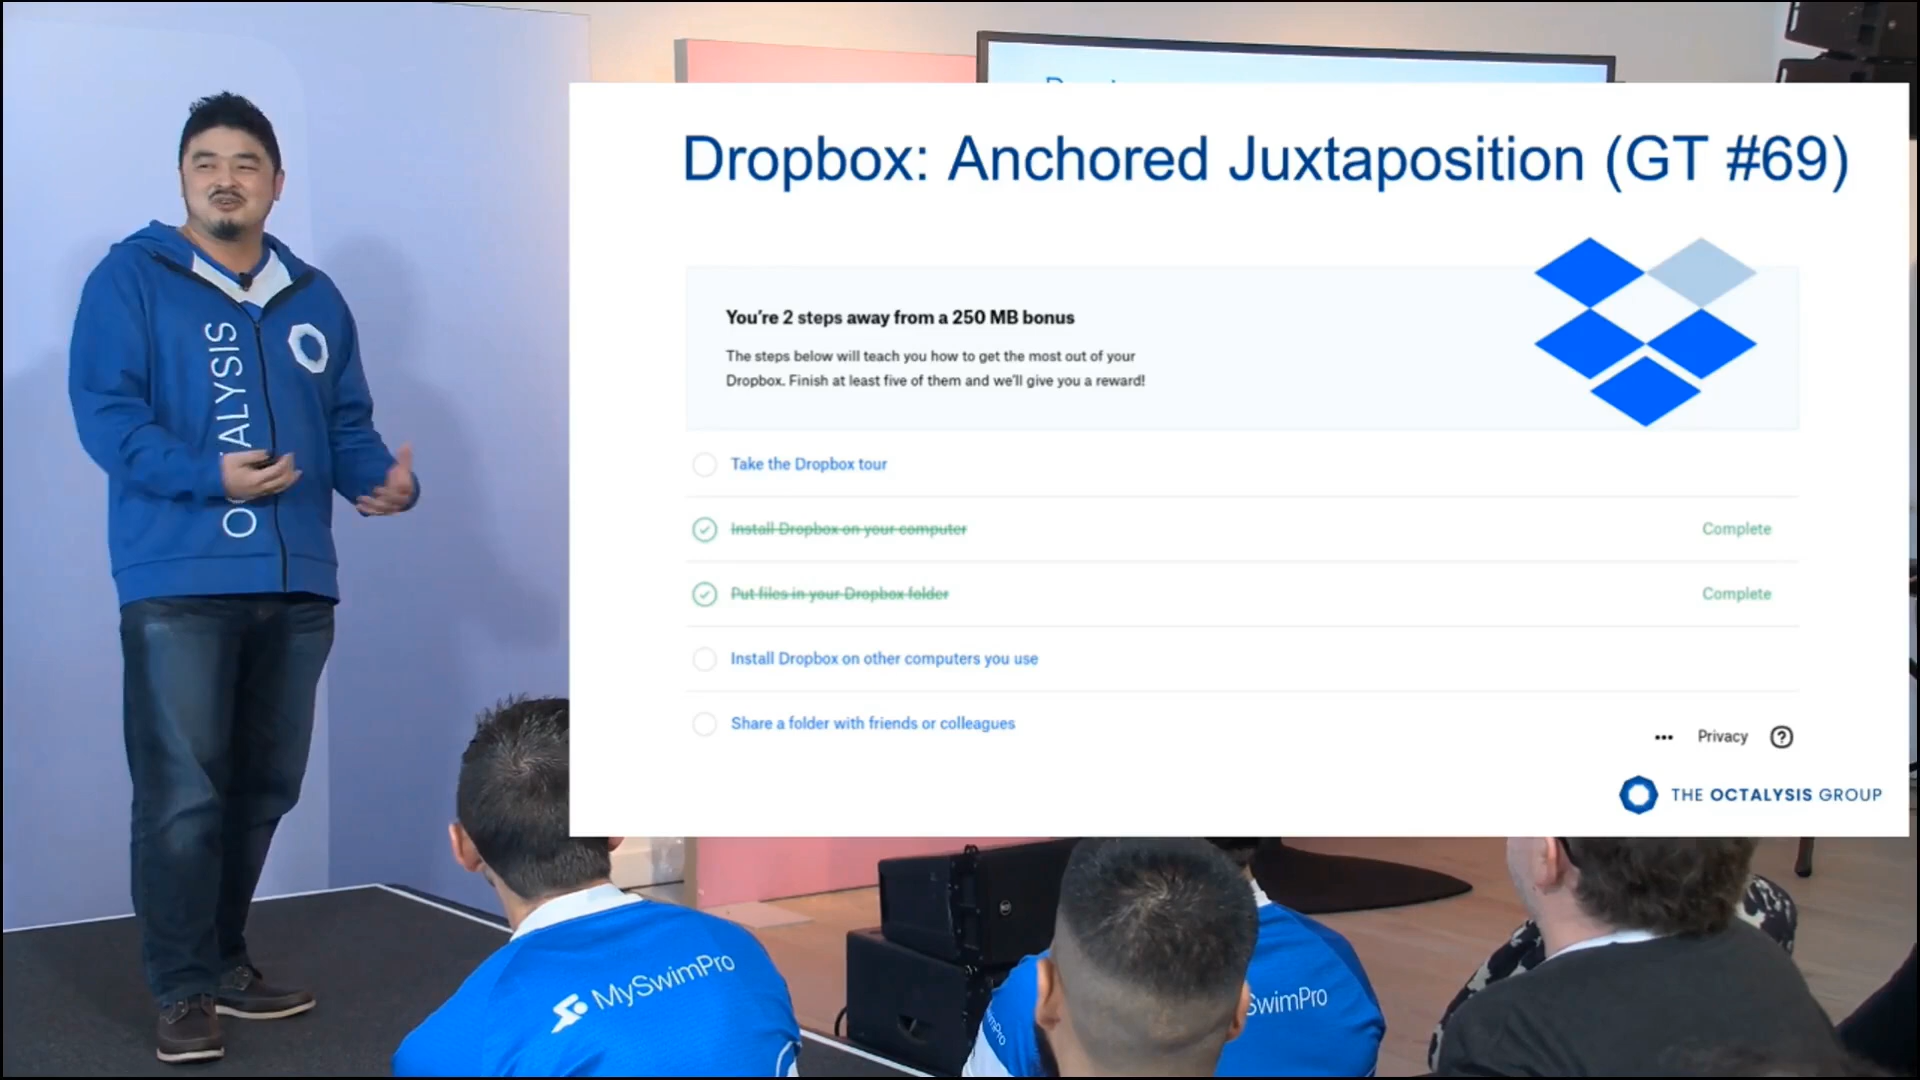 Dropbox: Anchored Juxtaposition (GT #69)
You're 2 steps away from a 250 MB bonus
The steps below will teach you how to get the most out of your
Dropbox. Finish at least five of them and we'll give you a reward!
Take the Dropbox tour
Install Dropbox on your computer
Complete
Put files in your Dropbox folder
Complete
Install Dropbox on other computers you use
Share a folder with friends or colleagues
Privacy
THE OCTALYSIS GROUP
ALYSIS
MySwimPro
SwimPro